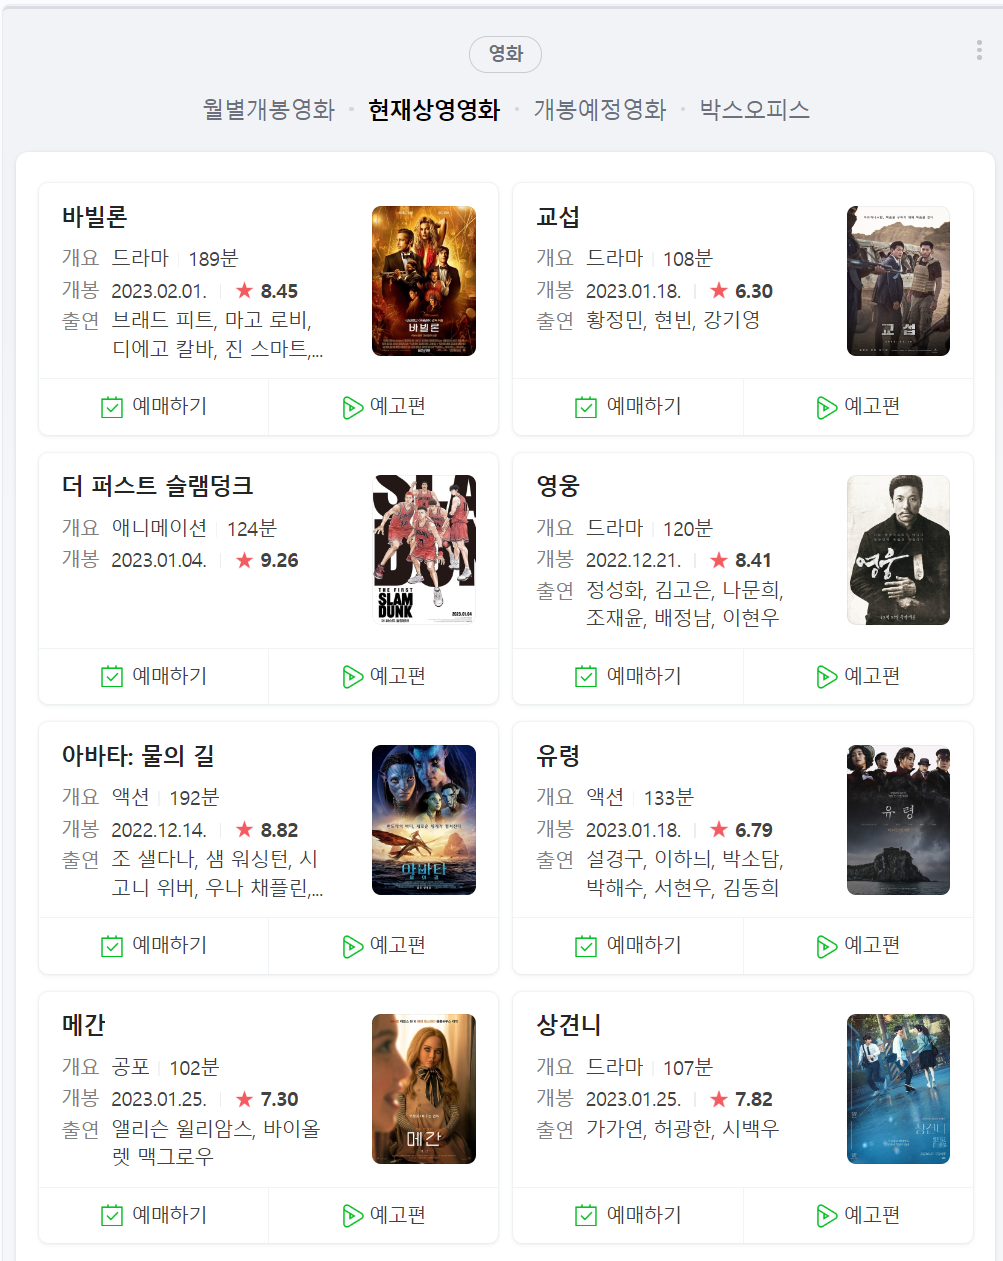 영화
월별개봉영화 · 현재상영영화 · 개봉예정영화 · 박스오피스
바빌론
개요 드라마 189분
개봉 2023.02.01. ★ 8.45
출연 브래드 피트, 마고 로비,
디에고 칼바, 진 스마트,...
바빌론
예매하기 예고편
교섭
개요 드라마 108분
개봉 2023.01.18. ★ 6.30
출연 황정민, 현빈, 강기영
교섭
예매하기 예고편
더 퍼스트 슬램덩크
개요 애니메이션 124분
개봉 2023.01.04. ★ 9.26
THE FIRST
SLAM
DUNK
더 퍼스트 슬램덩크
2023.01.04
예매하기 예고편
영웅
개요 드라마 120분
개봉 2022.12.21. ★ 8.41
출연 정성화, 김고은, 나문희,
조재윤, 배정남, 이현우
영웅
예매하기 예고편
아바타: 물의 길
개요 액션 192분
개봉 2022.12.14. ★ 8.82
출연 조 샐다나, 샘 워싱턴, 시
고니 위버, 우나 채플린,...
아바타
물의 길
예매하기 예고편
유령
개요 액션 133분
개봉 2023.01.18. ★ 6.79
출연 설경구, 이하늬, 박소담,
박해수, 서현우, 김동희
유령
예매하기 예고편
메간
개요 공포 102분
개봉 2023.01.25. ★ 7.30
출연 앨리슨 윌리암스, 바이올
렛 맥그로우
메간
예매하기 예고편
상견니
개요 드라마 107분
개봉 2023.01.25. ★ 7.82
출연 가가연, 허광한, 시백우
상견니
예매하기 예고편